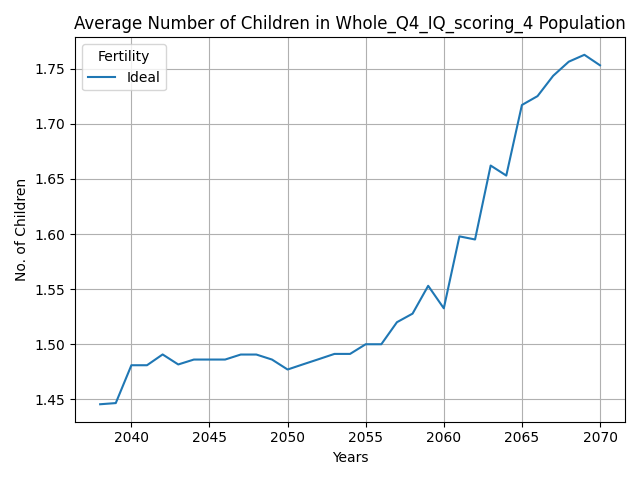 Average Number of Children in Whole_Q4_IQ_scoring_4 Population
Fertility
Ideal
No. of Children
1.75
1.70
1.65
1.60
1.55
1.50
1.45
2040 2045 2050 2055 2060 2065 2070
Years